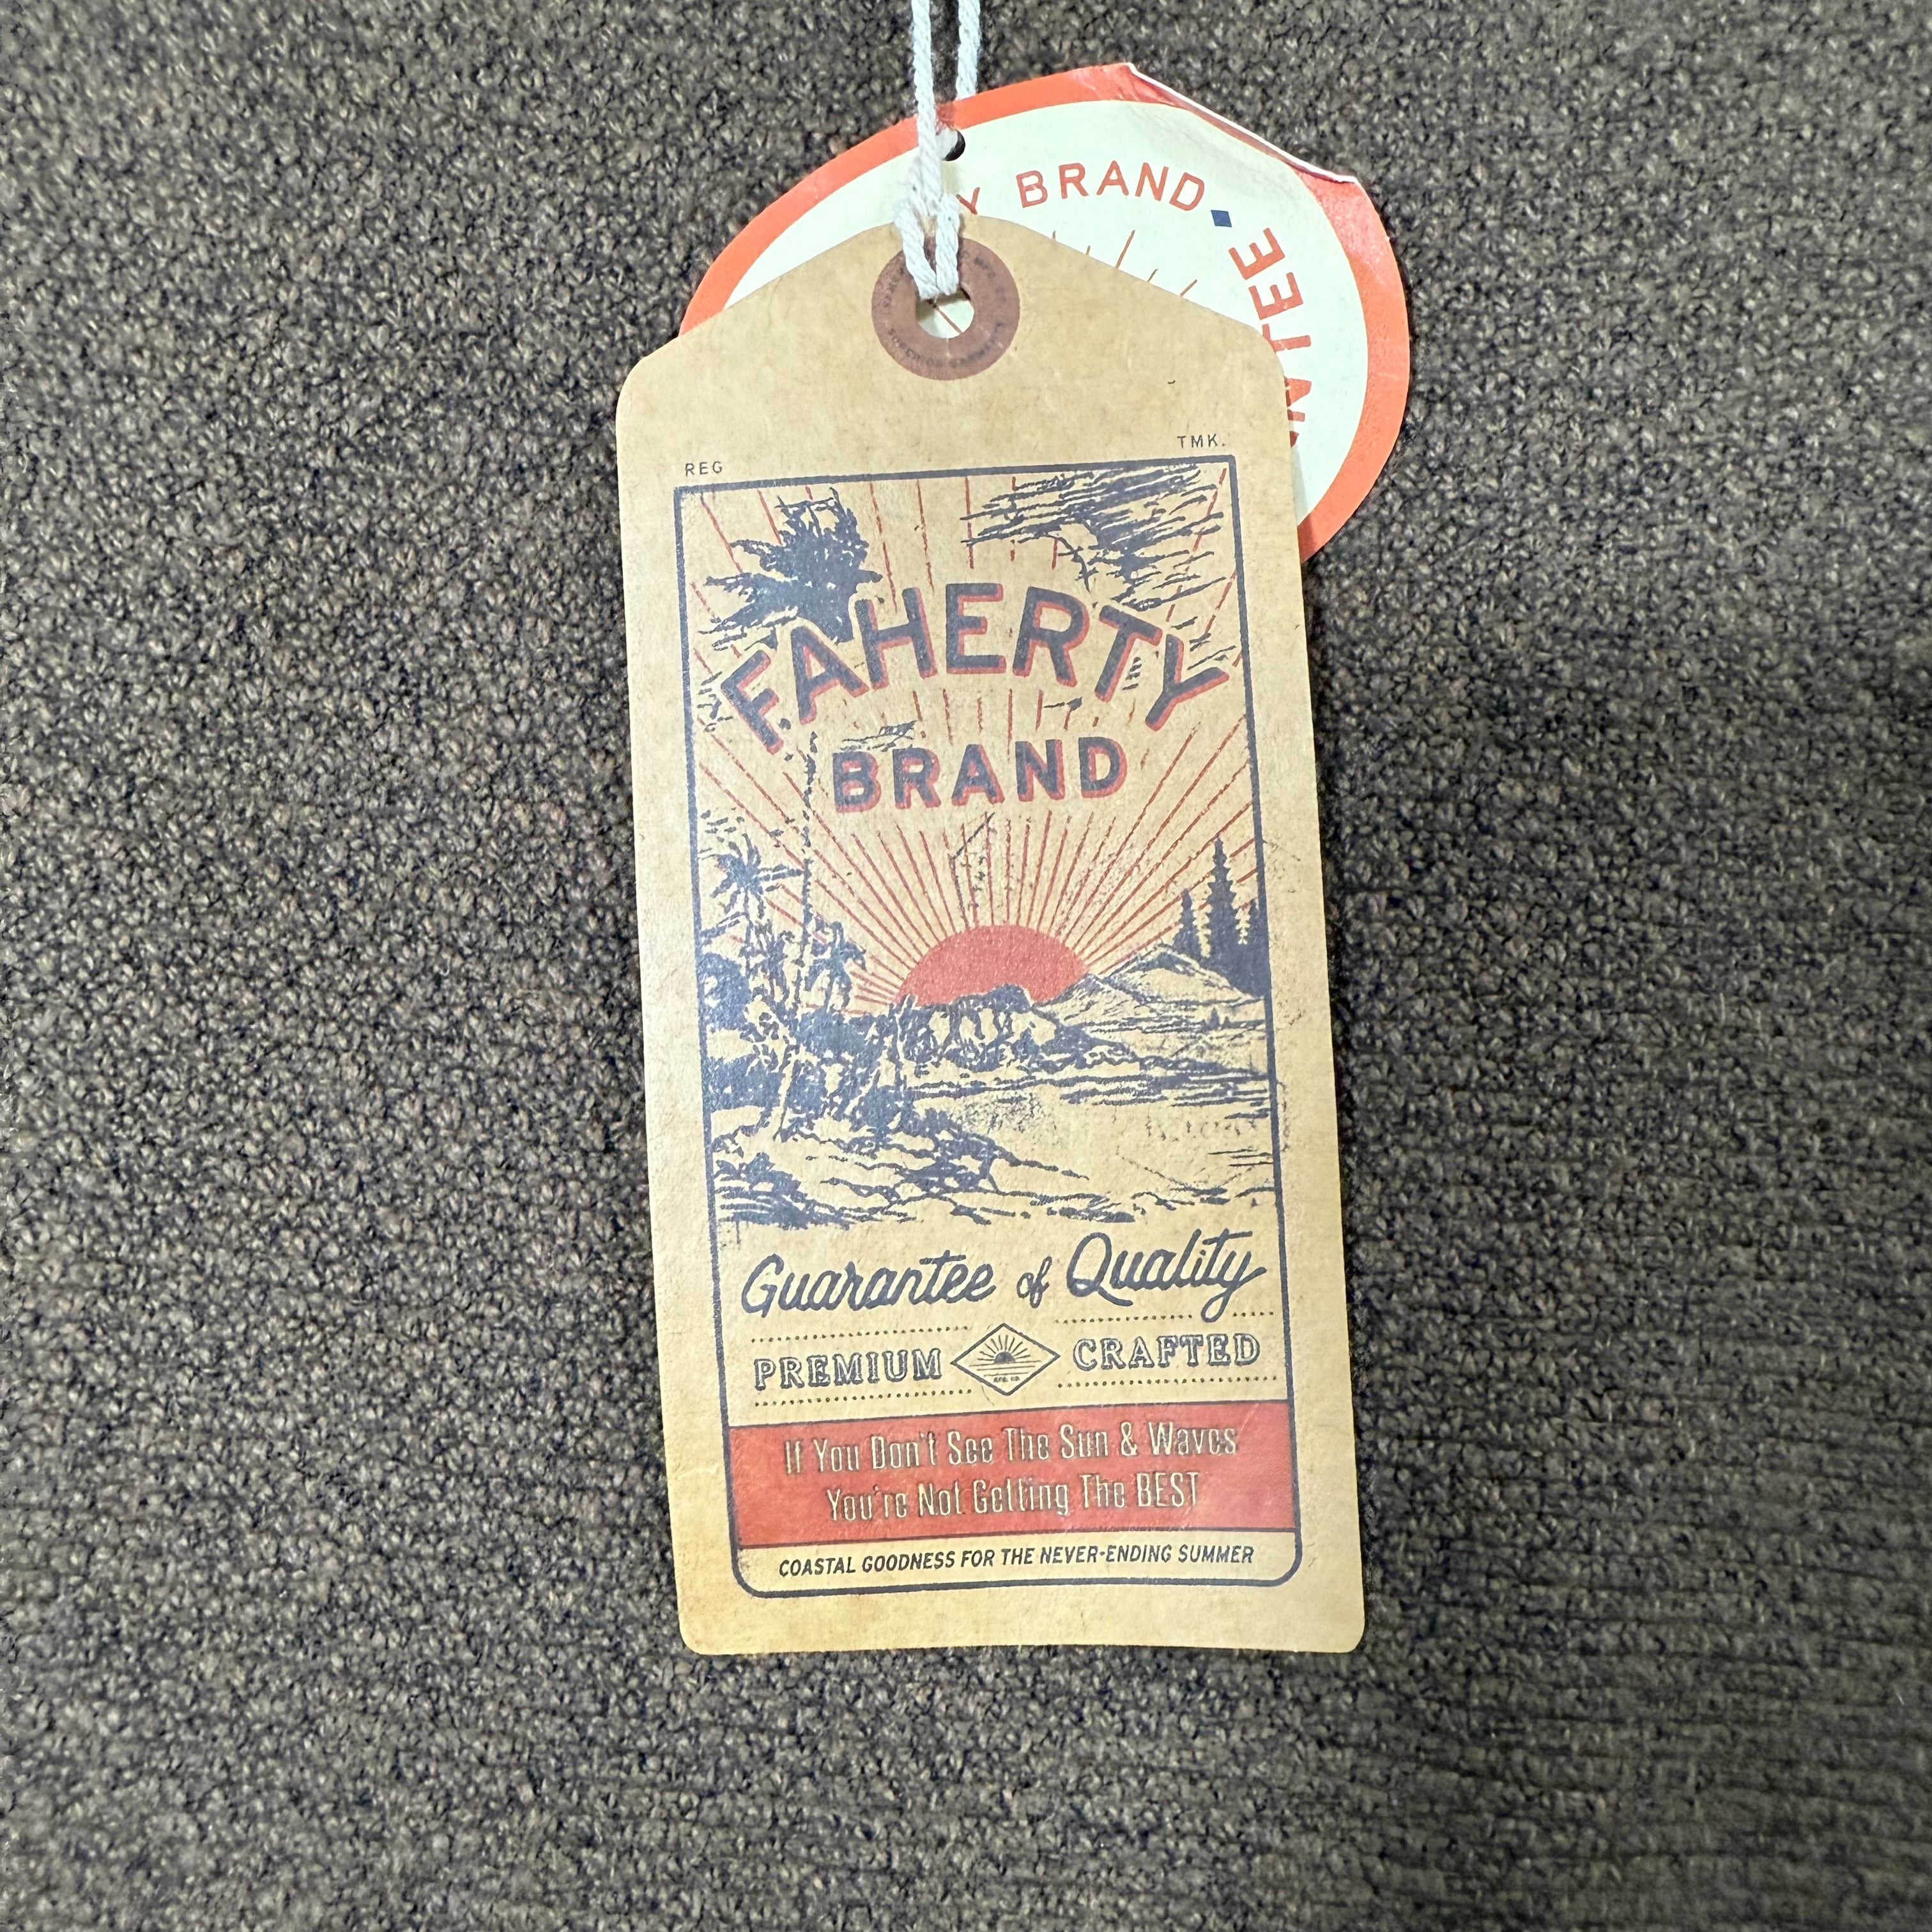 Y BRAND
NTEE
REG
TMK.
FAHERTY
BRAND
Guarantee of Quality
PREMIUM
CRAFTED
If You Don't See The Sun & Waves
You're Not Getting The BEST
COASTAL GOODNESS FOR THE NEVER-ENDING SUMMER